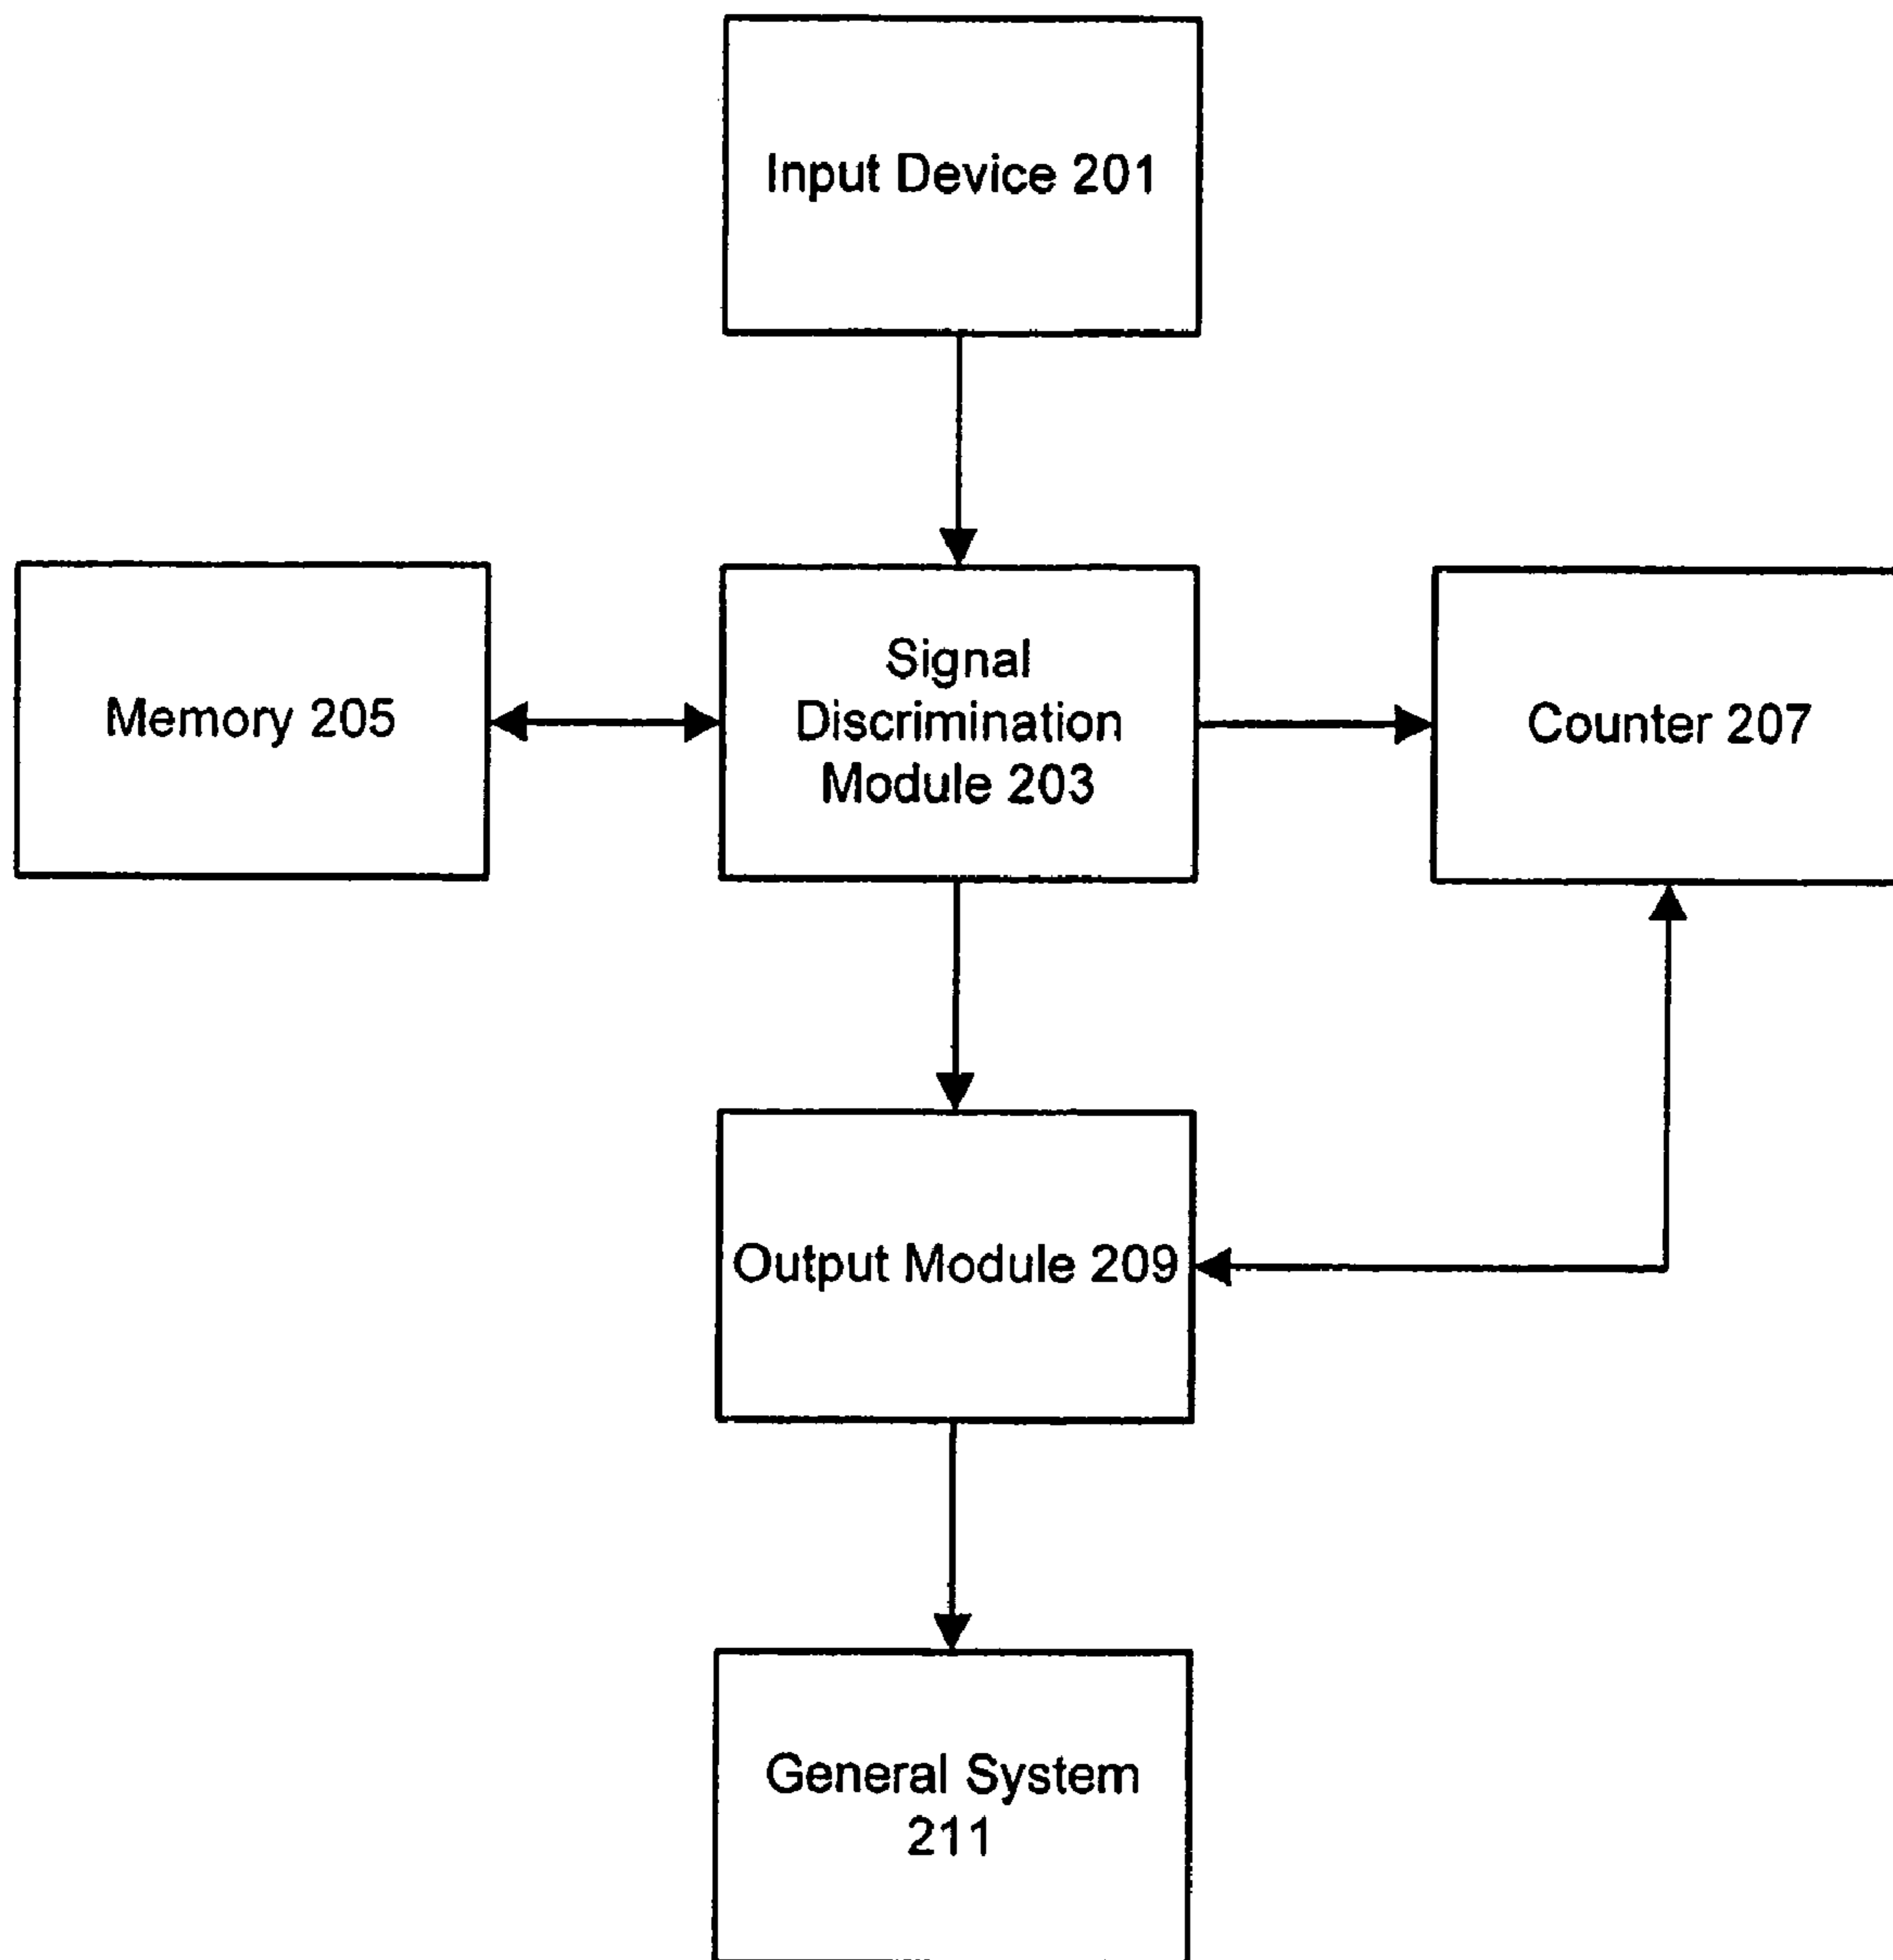 Input Device 201
Memory 205
Signal
Discrimination
Module 203
Counter 207
Output Module 209
General System
211